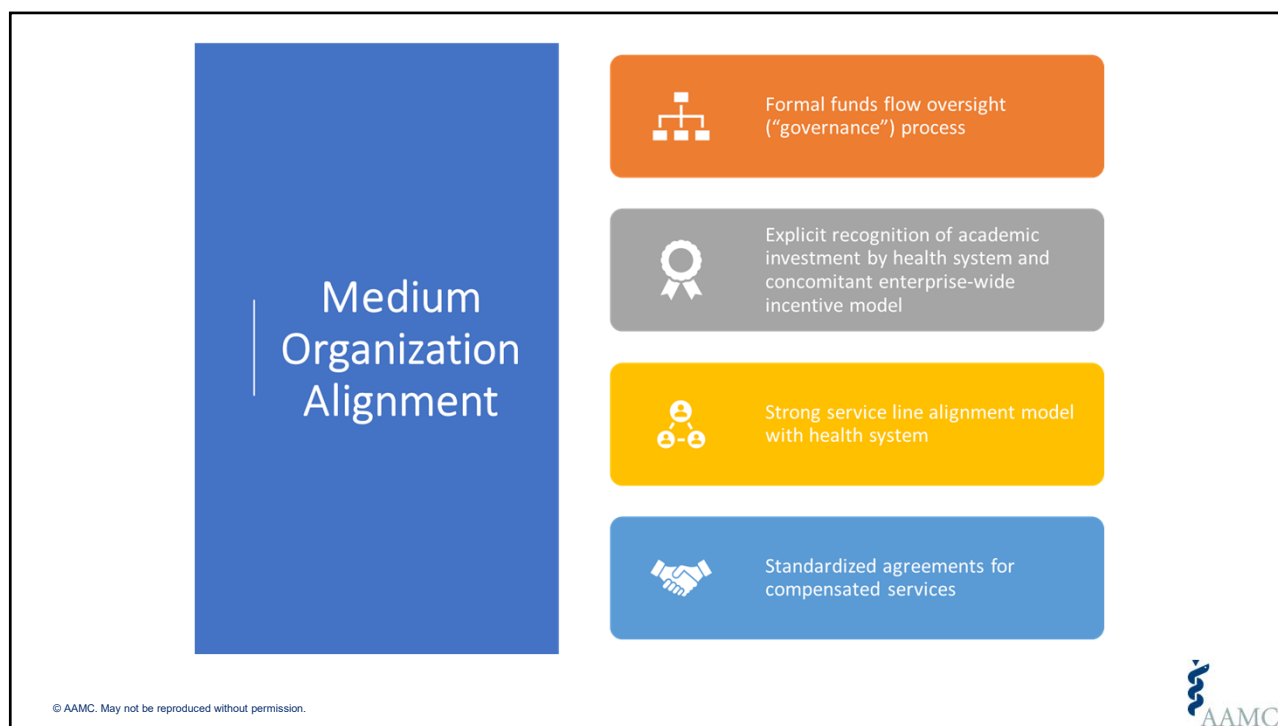 Medium
Organization
Alignment
Formal funds flow oversight
(“governance”) process
Explicit recognition of academic
investment by health system and
concomitant enterprise-wide
incentive model
Strong service line alignment model
with health system
Standardized agreements for
compensated services
© AAMC. May not be reproduced without permission.
AAMC